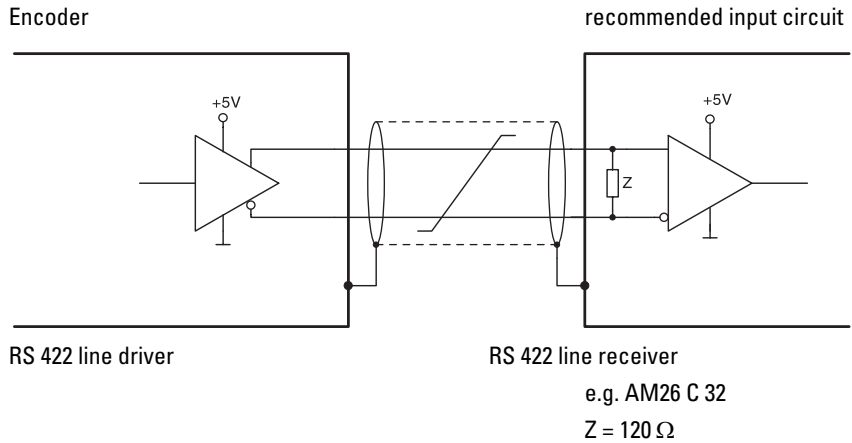 Encoder
recommended input circuit
+5V
+5V
Z
RS 422 line driver
RS 422 line receiver
e.g. AM26 C 32
Z = 120 Ω